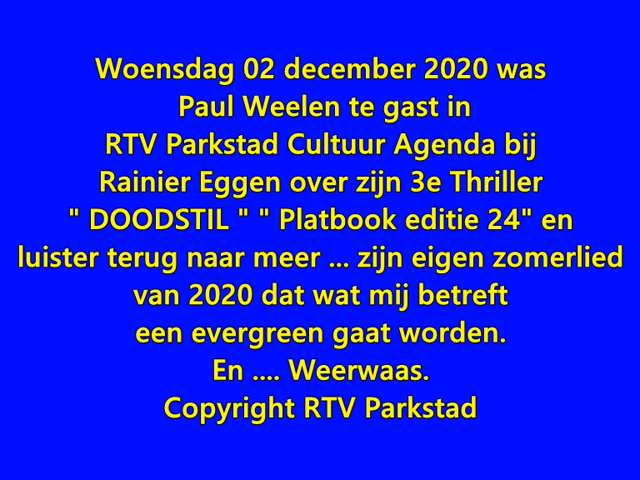 Woensdag 02 december 2020 was
Paul Weelen te gast in
RTV Parkstad Cultuur Agenda bij
Rainier Eggen over zijn 3e Thriller
" DOODSTIL " " Platbook editie 24" en
luister terug naar meer ... zijn eigen zomerlied
van 2020 dat wat mij betreft
een evergreen gaat worden.
En .... Weerwaas.
Copyright RTV Parkstad